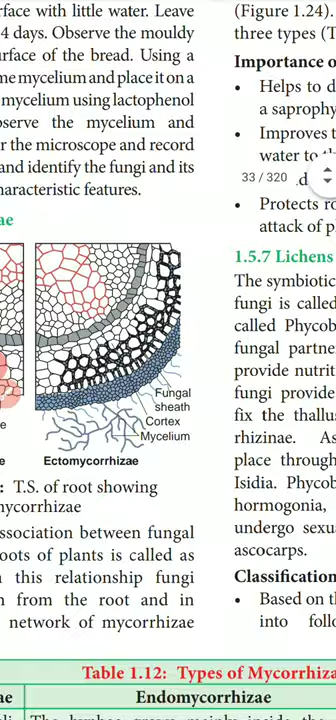 rface with little water. Leave
4 days. Observe the mouldy
urface of the bread. Using a
me mycelium and place it on a
mycelium using lactophenol
bserve the mycelium and
r the microscope and record
and identify the fungi and its
haracteristic features.
ae
Fungal
sheath
Cortex
Mycelium
e
e
Ectomycorrhizae
: T.S. of root showing
ycorrhizae
ssociation between fungal
oots of plants is called as
n this relationship fungi
n from the root and in
network of mycorrhizae
(Figure 1.24).
three types (T
Importance o
• Helps to d
a saprophy
• Improves t
water to th
33 / 320
d
• Protects ro
attack of pl
1.5.7 Lichens
The symbiotic
fungi is called
called Phycob
fungal partne
provide nutrit
fungi provide
fix the thallus
rhizinae. As
place through
Isidia. Phycob
hormogonia,
undergo sexu
ascocarps.
Classification
• Based on th
into follo
Table 1.12: Types of Mycorrhiza
ae
Endomycorrhizae